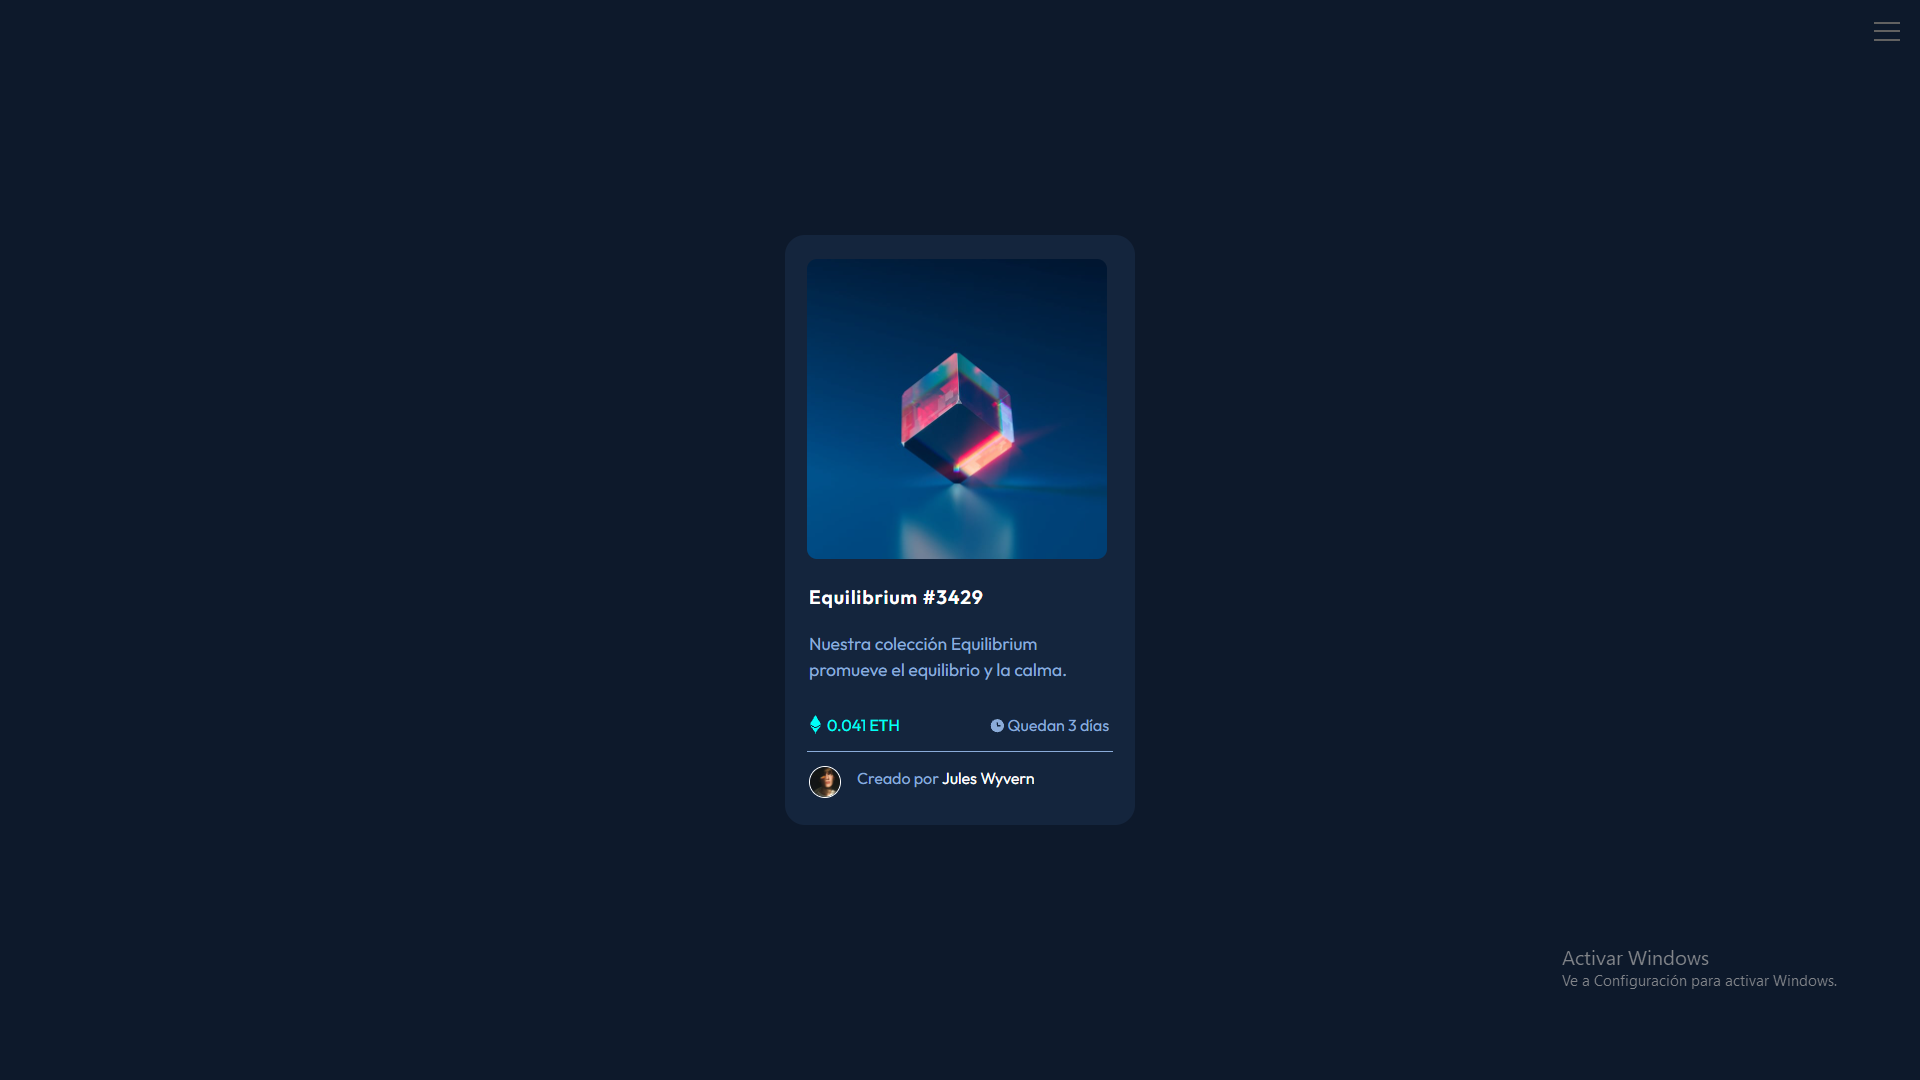 Equilibrium #3429
Nuestra colección Equilibrium
promueve el equilibrio y la calma.
0.041 ETH
Quedan 3 días
Creado por Jules Wyvern
Activar Windows
Ve a Configuración para activar Windows.